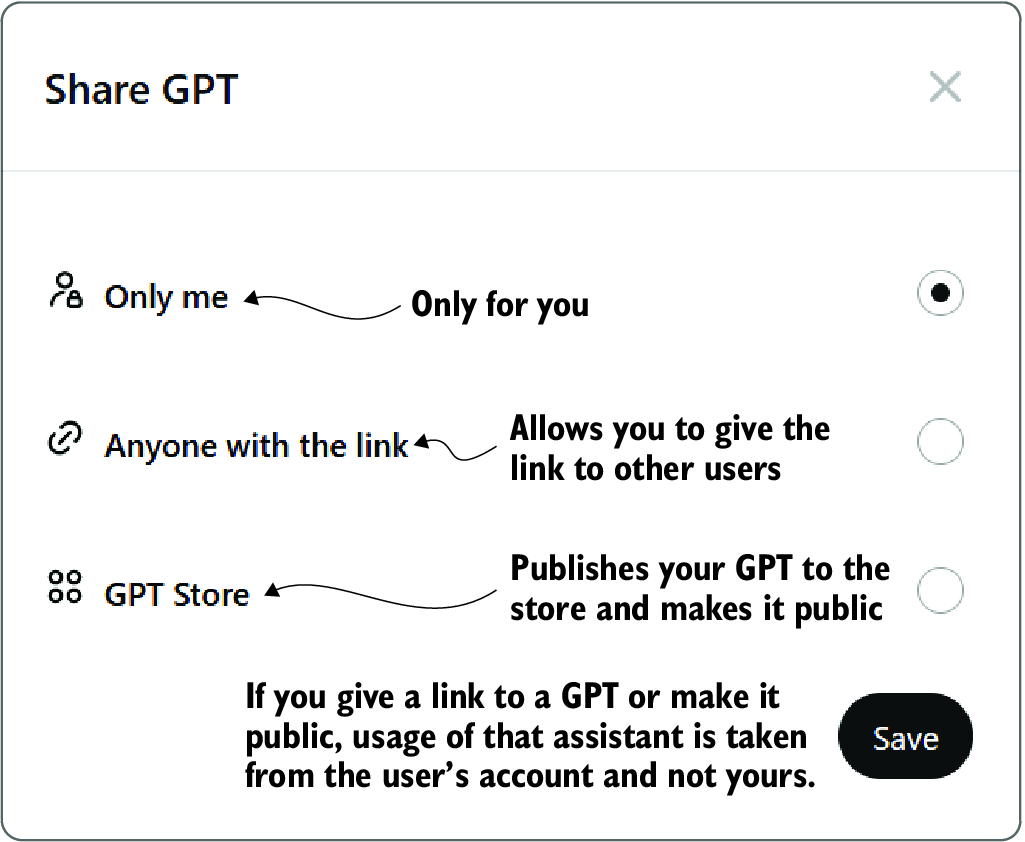 Share GPT
Only me
Only for you
Anyone with the link
Allows you to give the
link to other users
GPT Store
Publishes your GPT to the
store and makes it public
If you give a link to a GPT or make it
public, usage of that assistant is taken
from the user’s account and not yours.
Save